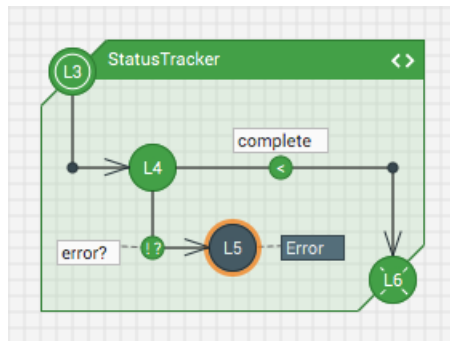 L3
StatusTracker
< >
complete
L4
<
error?
! ?
L5
Error
L6